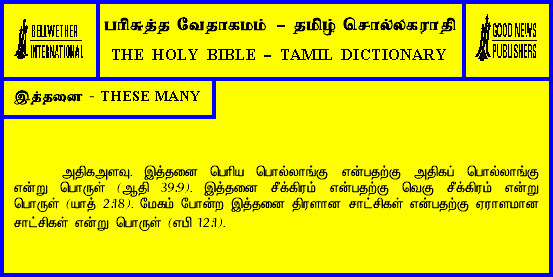 BELLWETHER
INTERNATIONAL
பரிசுத்த வேதாகமம் – தமிழ் சொல்லகராதி
THE HOLY BIBLE – TAMIL DICTIONARY
GOOD NEWS
PUBLISHERS
இத்தனை - THESE MANY
அதிகஅளவு. இத்தனை பெரிய பொல்லாங்கு என்பதற்கு அதிகப் பொல்லாங்கு
என்று பொருள் (ஆதி 39:9). இத்தனை சீக்கிரம் என்பதற்கு வெகு சீக்கிரம் என்று
பொருள் (யாத் 2:18). மேகம் போன்ற இத்தனை திரளான சாட்சிகள் என்பதற்கு ஏராளமான
சாட்சிகள் என்று பொருள் (எபி 12:1).